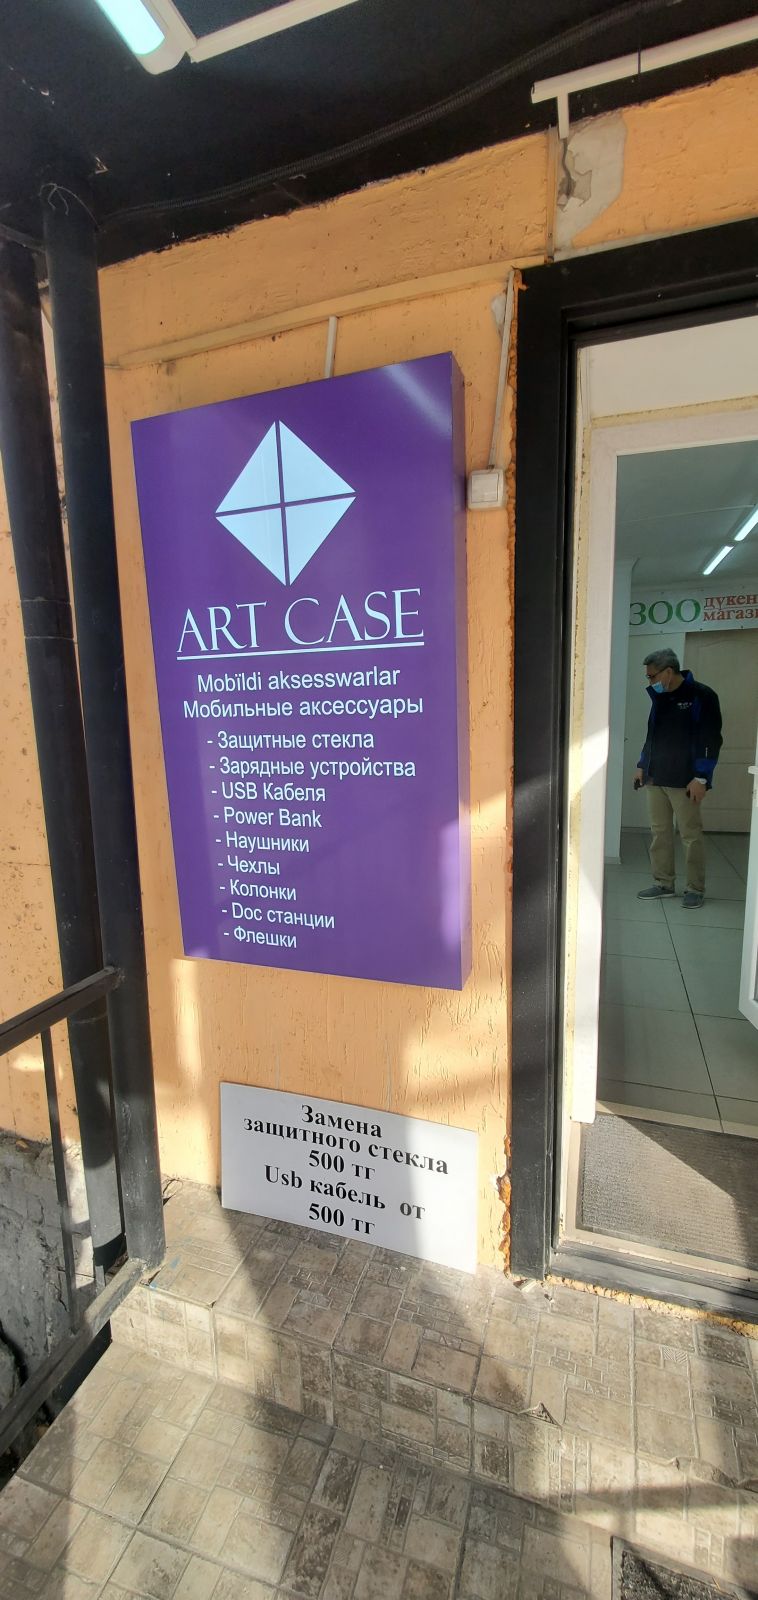 ART CASE
Mobïldi aksesswarlar
Мобильные аксессуары
- Защитные стекла
- Зарядные устройства
- USB Кабеля
- Power Bank
- Наушники
- Чехлы
- Колонки
- Doc станции
- Флешки
Замена
защитного стекла
500 тг
Usb кабель от
500 тг
ЗОО
дүкен
магази